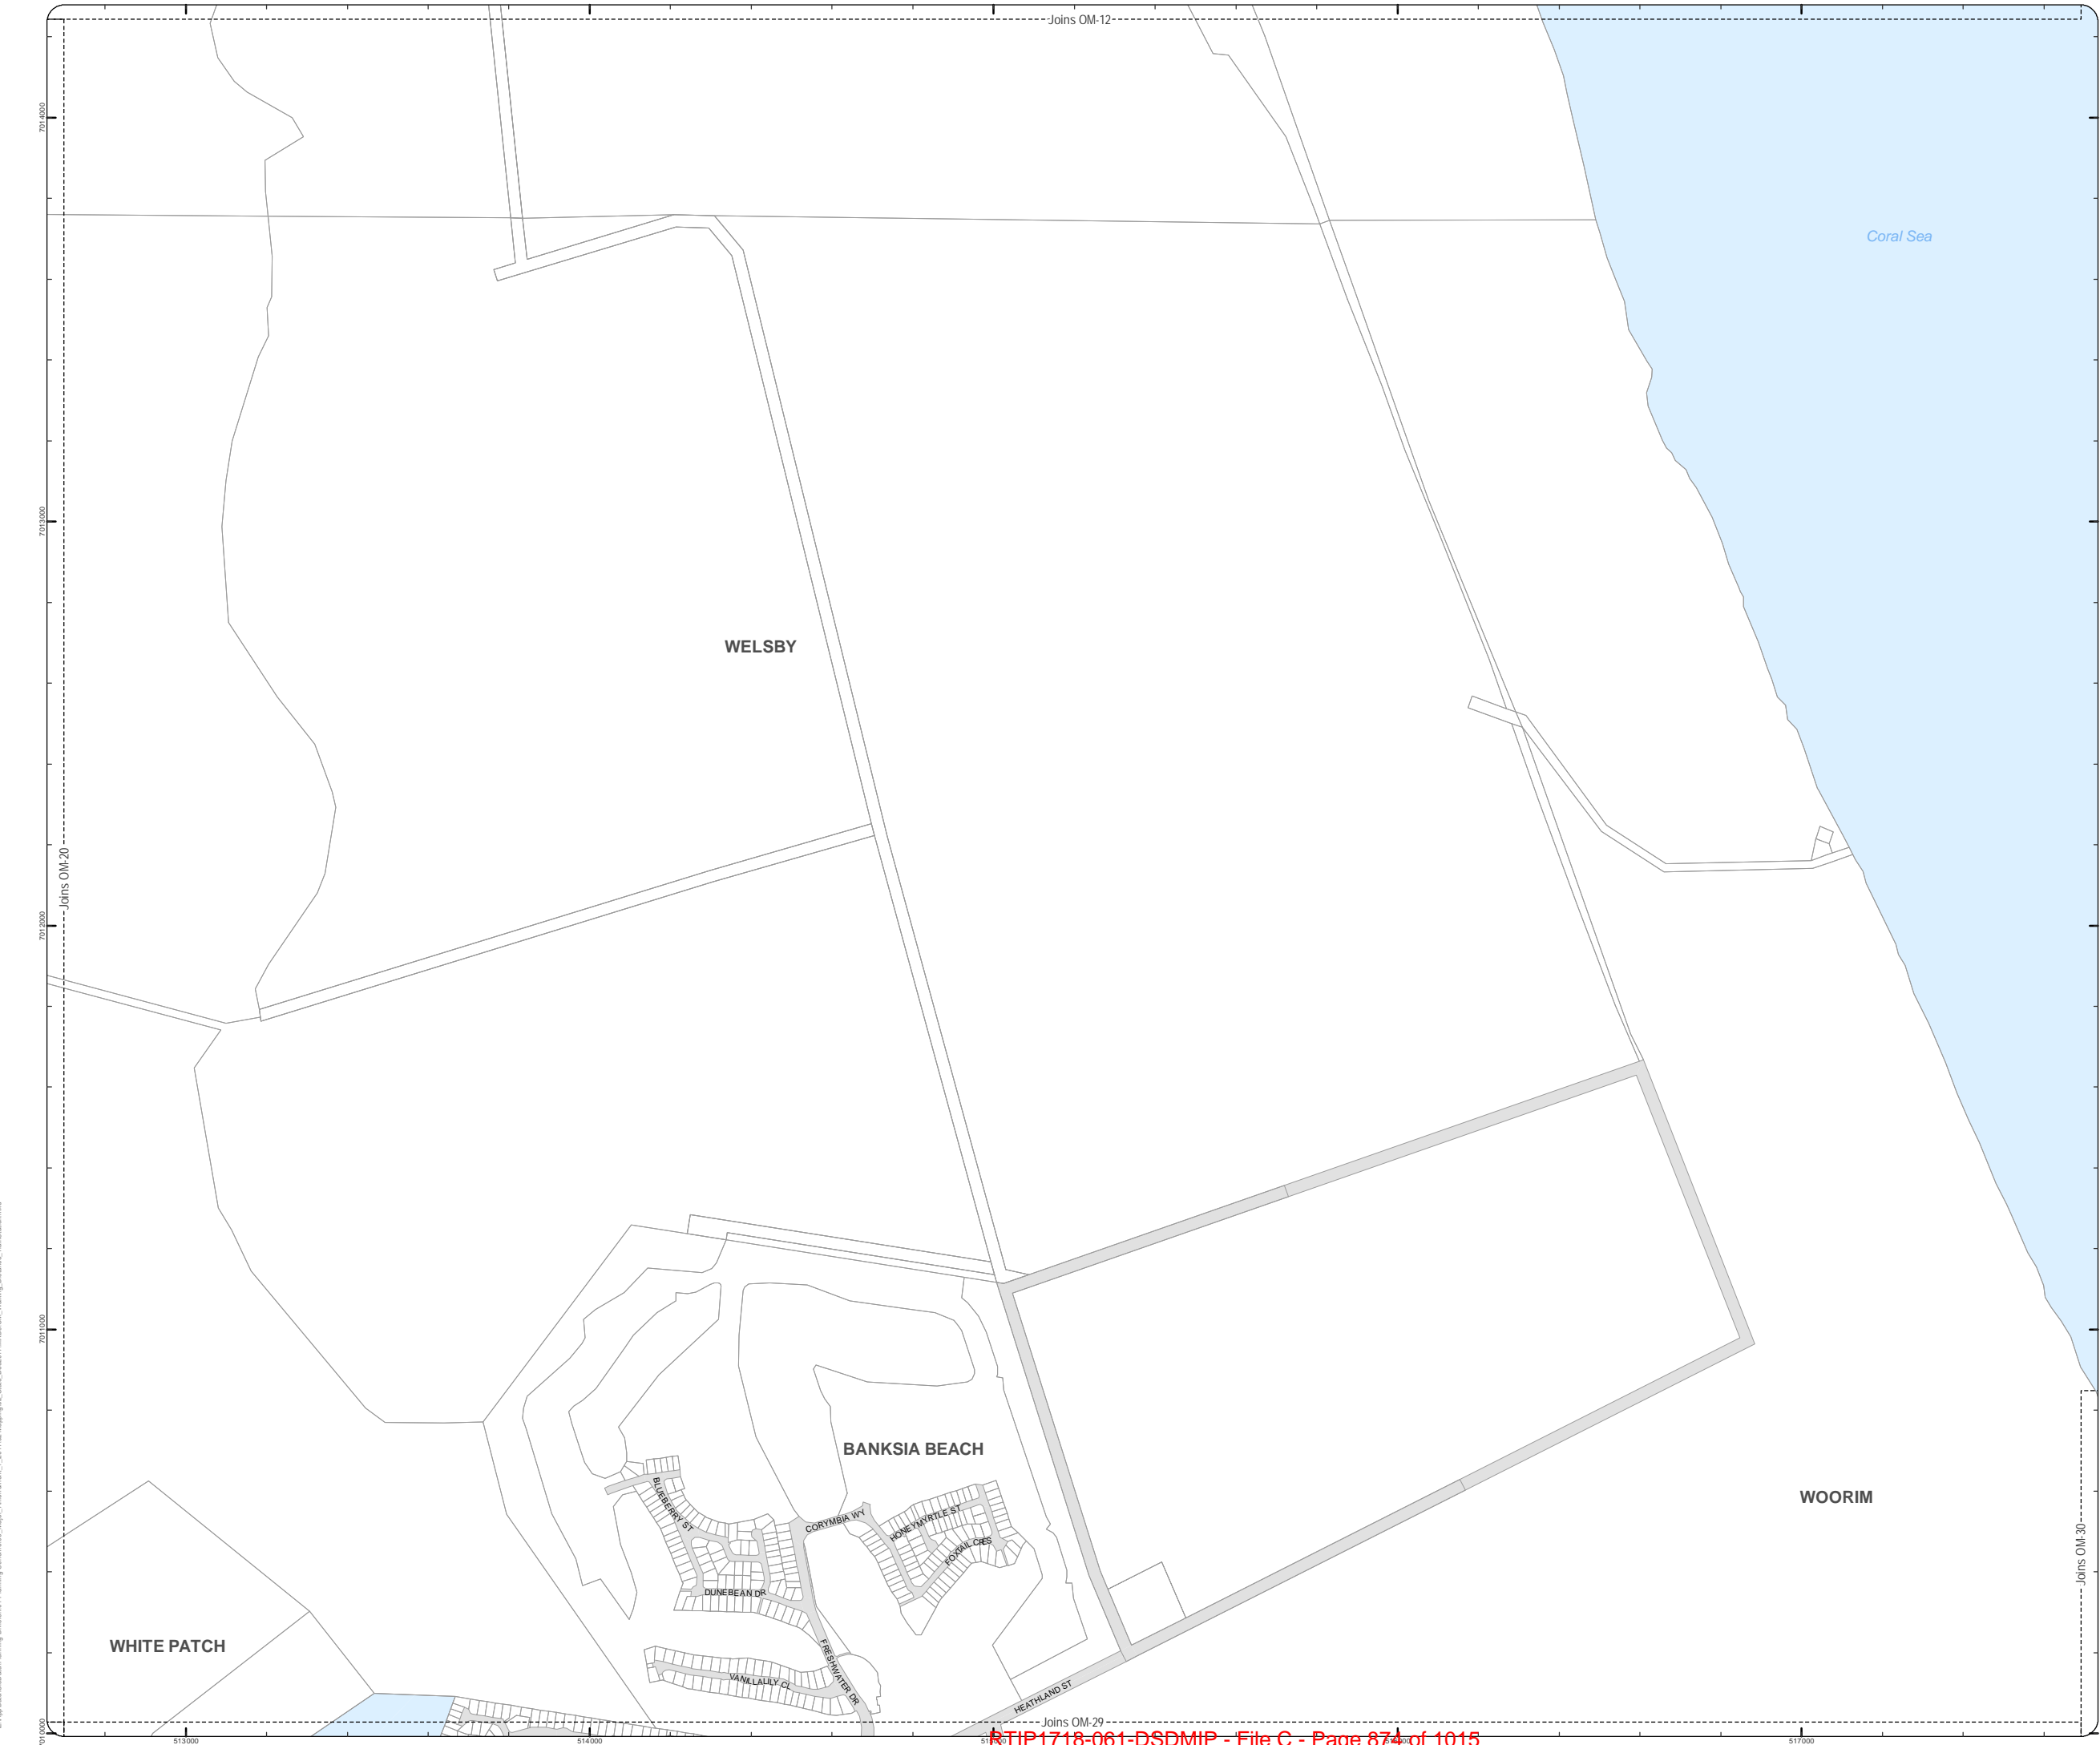 Joins OM-12
7014000
Coral Sea
7013000
WELSBY
Joins OM-20
7012000
7011000
BANKSIA BEACH
WOORIM
BLUEBERRY ST
CORYMBIA WY
HONEYMYRTLE ST
FOXTAIL CRES
DUNEBEAN DR
Joins OM-30
WHITE PATCH
FRESHWATER DR
VANILLALILY CL
HEATHLAND ST
7010000
Joins OM-29
RTIP1718-061-DSDMIP - File C - Page 874 of 1015
513000
514000
515000
517000